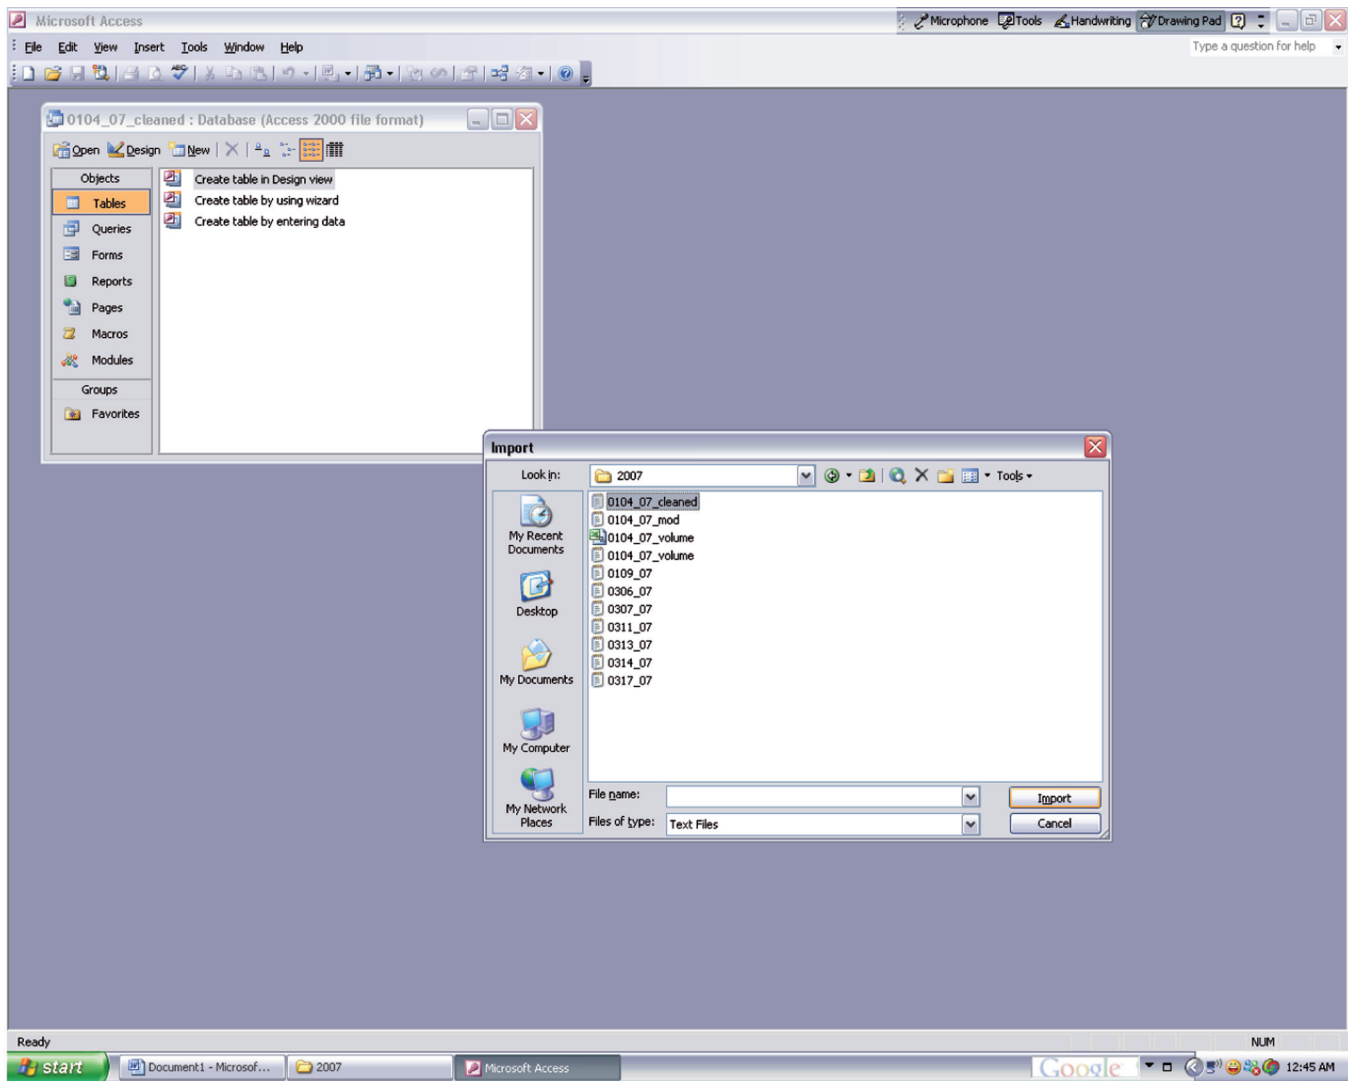 Microsoft Access
Microphone Tools Handwriting Drawing Pad
File Edit View Insert Tools Window Help
Type a question for help
0104_07_cleaned : Database (Access 2000 file format)
Open Design New
Objects
Tables
Queries
Forms
Reports
Pages
Macros
Modules
Groups
Favorites
Create table in Design view
Create table by using wizard
Create table by entering data
Import
Look in:
2007
Tools
My Recent
Documents
Desktop
My Documents
My Computer
My Network
Places
0104_07_cleaned
0104_07_mod
0104_07_volume
0104_07_volume
0109_07
0306_07
0307_07
0311_07
0313_07
0314_07
0317_07
File name:
Import
Files of type:
Text Files
Cancel
Ready
NUM
start
Document1 - Microsof...
2007
Microsoft Access
Google
12:45 AM